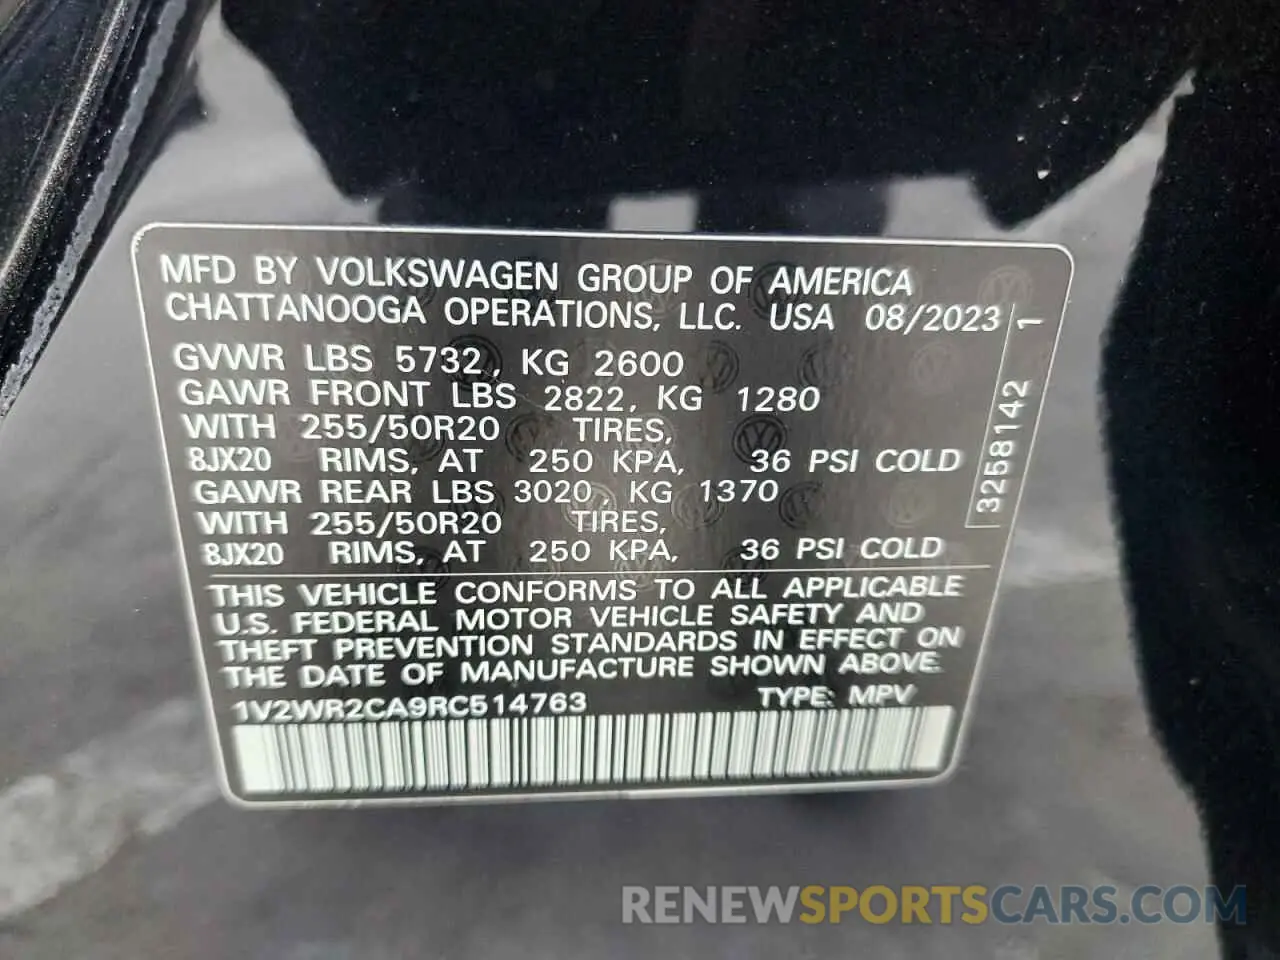 MFD BY VOLKSWAGEN GROUP OF AMERICA
CHATTANOOGA OPERATIONS, LLC. USA 08/2023
GVWR LBS 5732, KG 2600
GAWR FRONT LBS 2822, KG 1280
WITH 255/50R20 TIRES,
8JX20 RIMS, AT 250 KPA, 36 PSI COLD
GAWR REAR LBS 3020, KG 1370
WITH 255/50R20 TIRES,
8JX20 RIMS, AT 250 KPA, 36 PSI COLD
3258142 1
THIS VEHICLE CONFORMS TO ALL APPLICABLE
U.S. FEDERAL MOTOR VEHICLE SAFETY AND
THEFT PREVENTION STANDARDS IN EFFECT ON
THE DATE OF MANUFACTURE SHOWN ABOVE.
1V2WR2CA9RC514763 TYPE: MPV
RENEWSPORTSCARS.COM